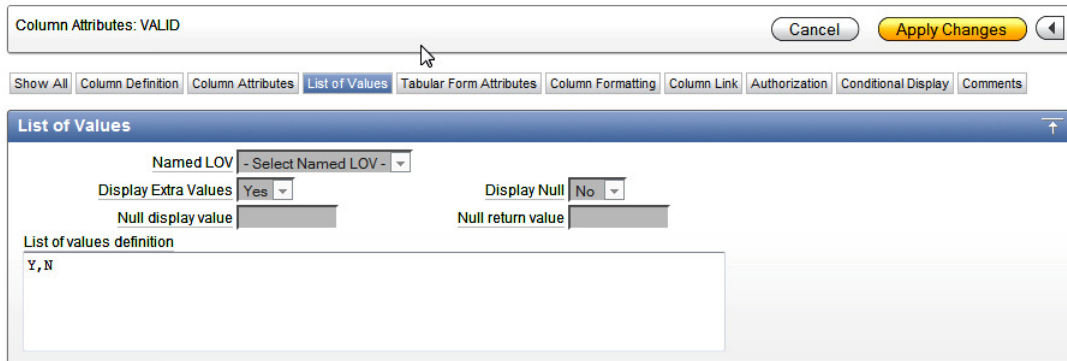 Column Attributes: VALID
Cancel Apply Changes
Show All Column Definition Column Attributes List of Values Tabular Form Attributes Column Formatting Column Link Authorization Conditional Display Comments
List of Values
Named LOV - Select Named LOV -
Display Extra Values Yes Display Null No
Null display value Null return value
List of values definition
Y,N